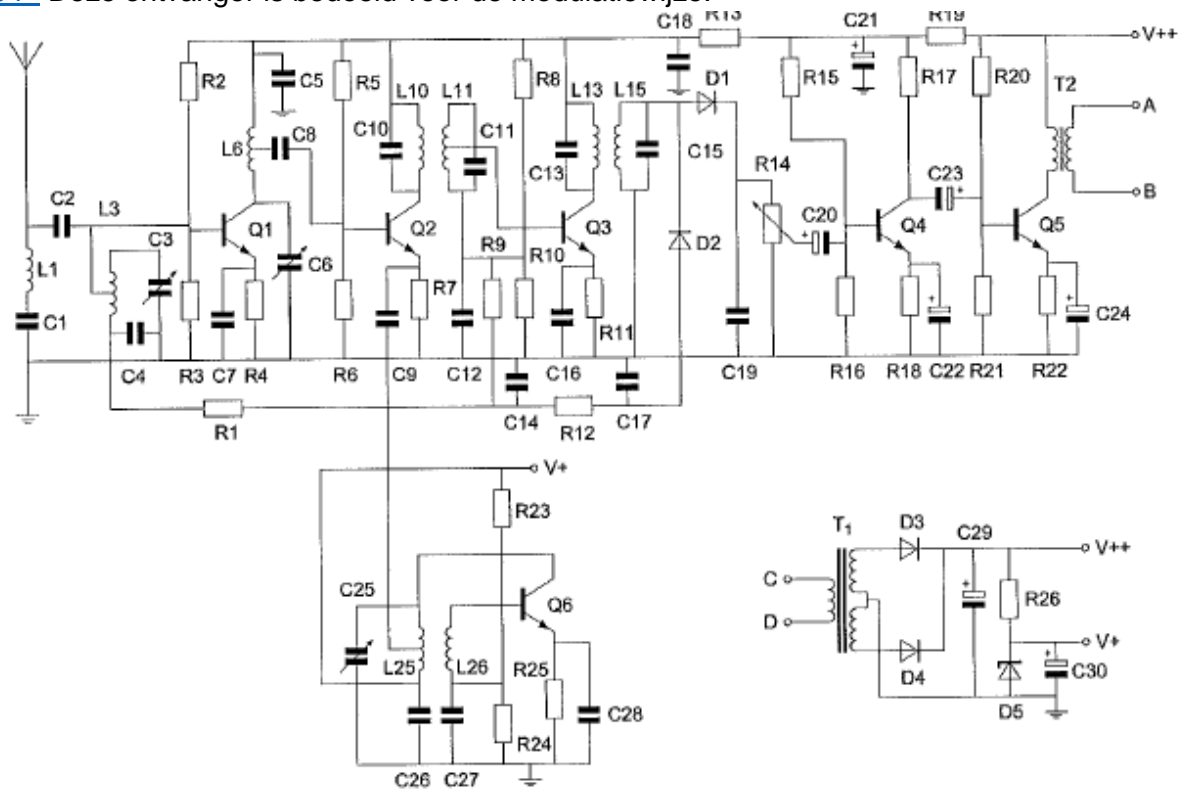 Deze ontvanger is bedoeld voor de modulatiewijze:
C18 R13 C21 R19
V++
R2 C5 R5 L10 L11 R8 L13 L15 D1 R15 R17 R20 T2
C8 C10 C11 A
L6 C13 C15 R14
C2 L3 C23 B
C3 Q1 Q2 Q3 C20 Q4 Q5
L1 C6 R9 R10 D2
R7
C1 R11 C24
C4 R3 C7 R4 R6 C9 C12 C16 C19 R16 R18 C22 R21 R22
R1 C14 R12 C17
V+
R23
T1 D3 C29
V++
C25 Q6 C
R26
D
L25 L26 R25 V+
D4 C30
C28 D5
R24
C26 C27